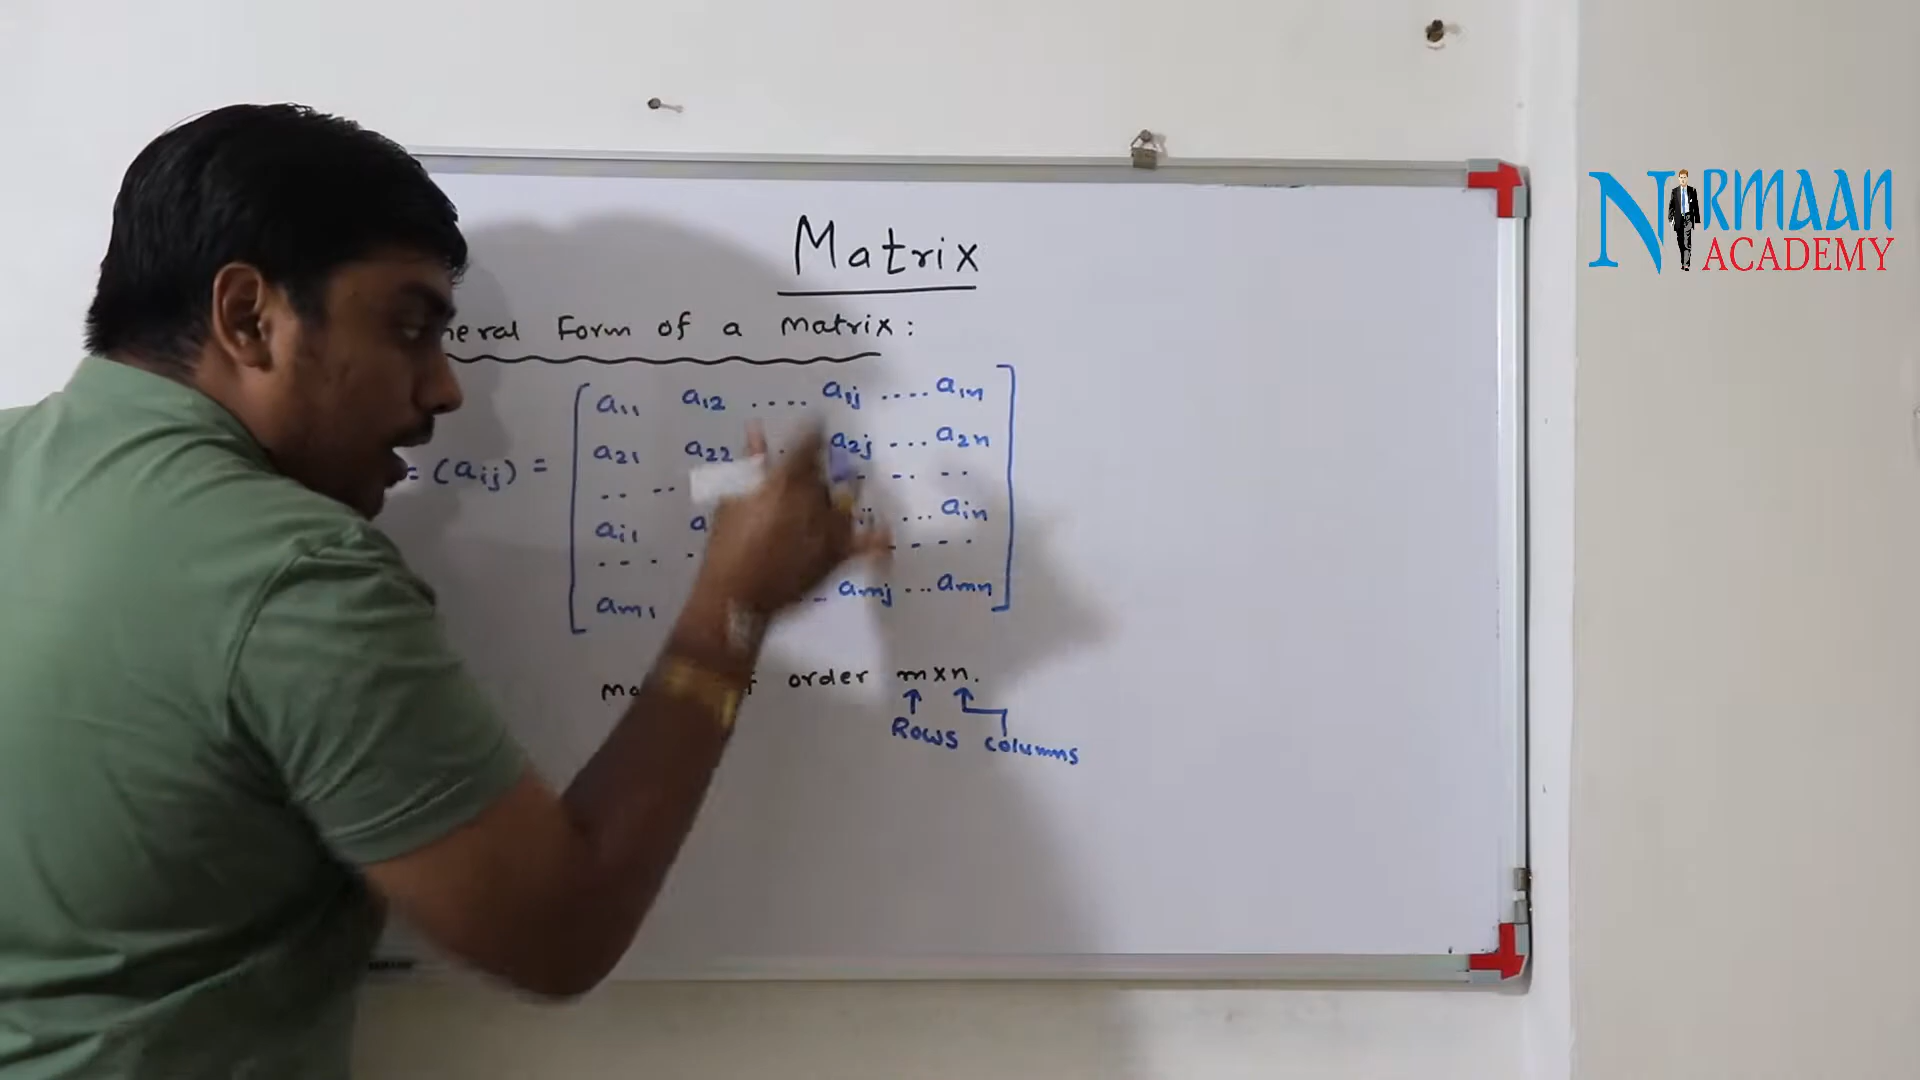 Matrix
Form of a Matrix:
a11 a12 .... a1j .... a1n
a21 a22 . a2j ... a2n
= (aij) =
.. -- - .. ..
ai1 a ... ain
--- - ----
am1 - amj ... amn
order m×n.
Rows columns
NIRMAAN
ACADEMY